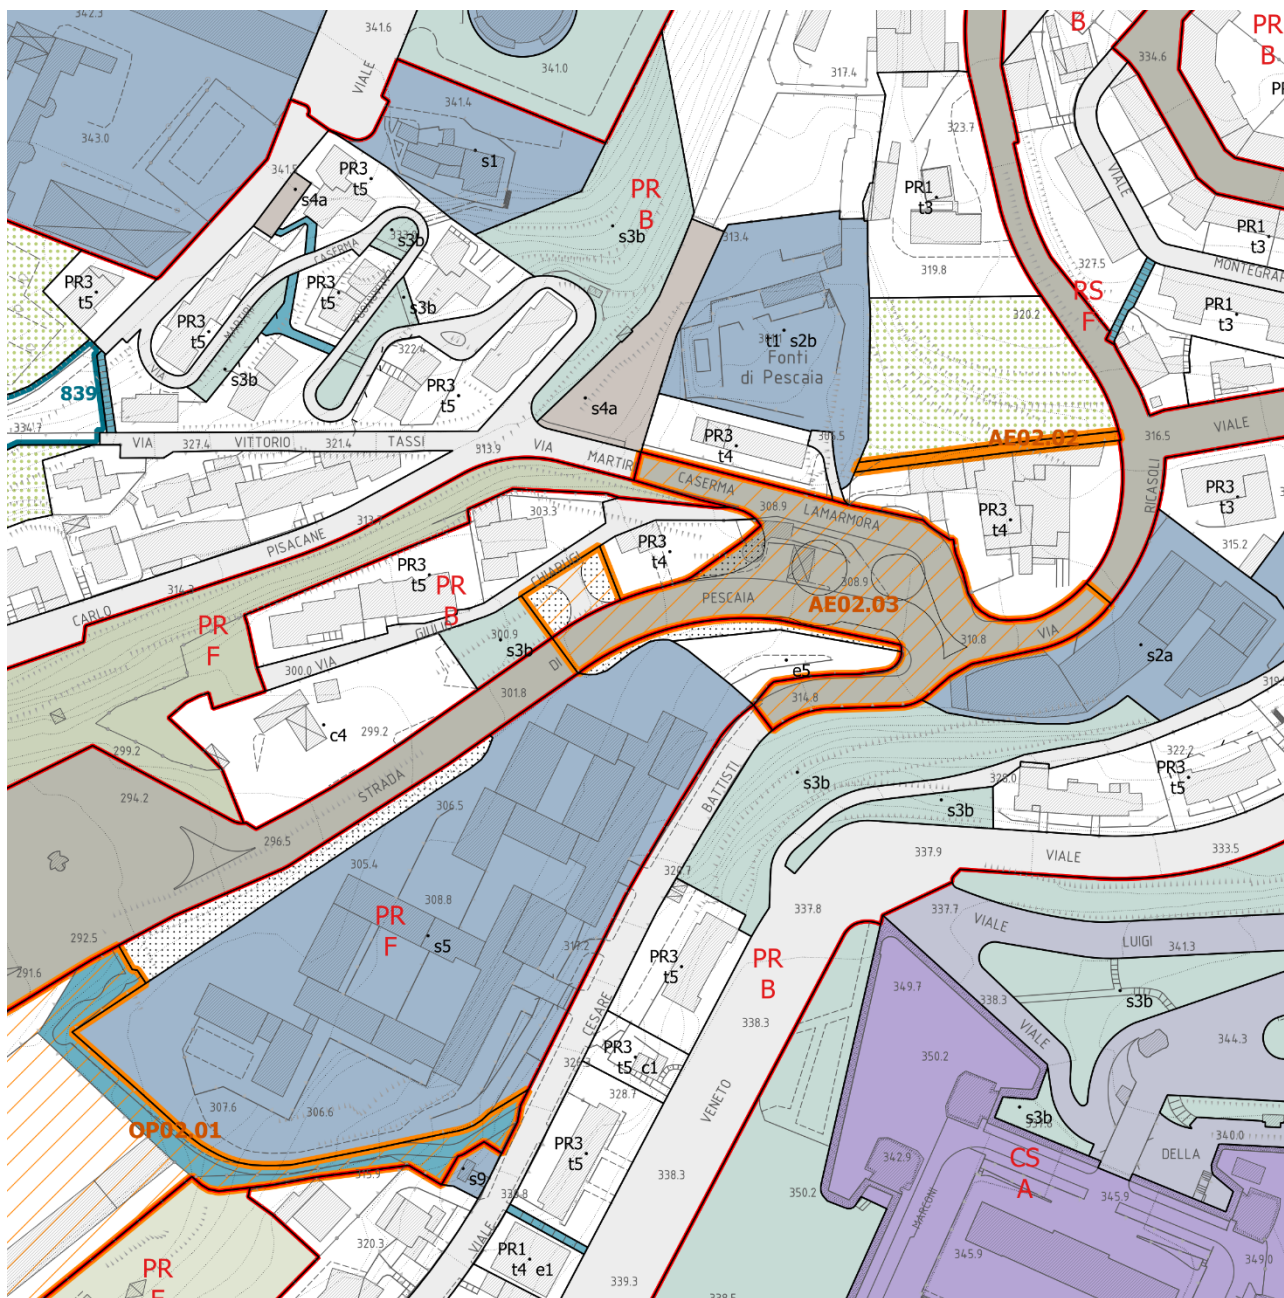 342.3
341.6
VIALE
341.0
PR
B
317.4
B
334.6
PR
B
343.0
341.4
s1
323.7
VIALE
PR3
t5
s4a
PR
B
s3b
PR1
t3
PR1
t3
MONTEGRAP
s3b
CASERMA
313.4
319.8
327.5
PR3
t5
s3b
PR3
t5
RS
F
PR1
t3
320.2
PR3
t5
MARTIRI
322.4
t1
s2b
Fonti
di Pescaia
s3b
PR3
t5
839
s4a
334.7
VIA
327.4
VITTORIO
321.4
TASSI
313.9
VIA
MARTIRI
PR3
t4
AE02.02
316.5
VIALE
CASERMA
308.9
LAMARMORA
RICASOLI
PR3
t3
303.3
PR3
t4
315.2
PISACANE
PR3
t4
CHIARUGI
308.9
CARLO
PR3
t5
PR
B
PESCAIA
AE02.03
PR
F
GIULIO
300.9
s3b
310.8
VIA
s2a
300.0
VIA
DI
301.8
e5
314.8
c4
299.2
299.2
322.2
PR3
t5
STRADA
BATTISTI
s3b
328.0
294.2
306.5
s3b
296.5
305.4
337.9
VIALE
333.5
308.8
PR
F
s5
337.8
337.7
VIALE
LUIGI
341.3
292.5
291.6
317.2
PR3
t5
PR
B
349.7
338.3
s3b
CESARE
338.3
VIALE
344.3
PR3
t5
c1
350.2
328.7
VENETO
307.6
306.6
OP02.01
s3b
340.0
PR3
t5
CS
A
DELLA
s9
338.3
350.2
342.9
345.9
MARCONI
320.3
VIALE
PR1
t4
e1
345.9
349.0
PR
339.3
338.5